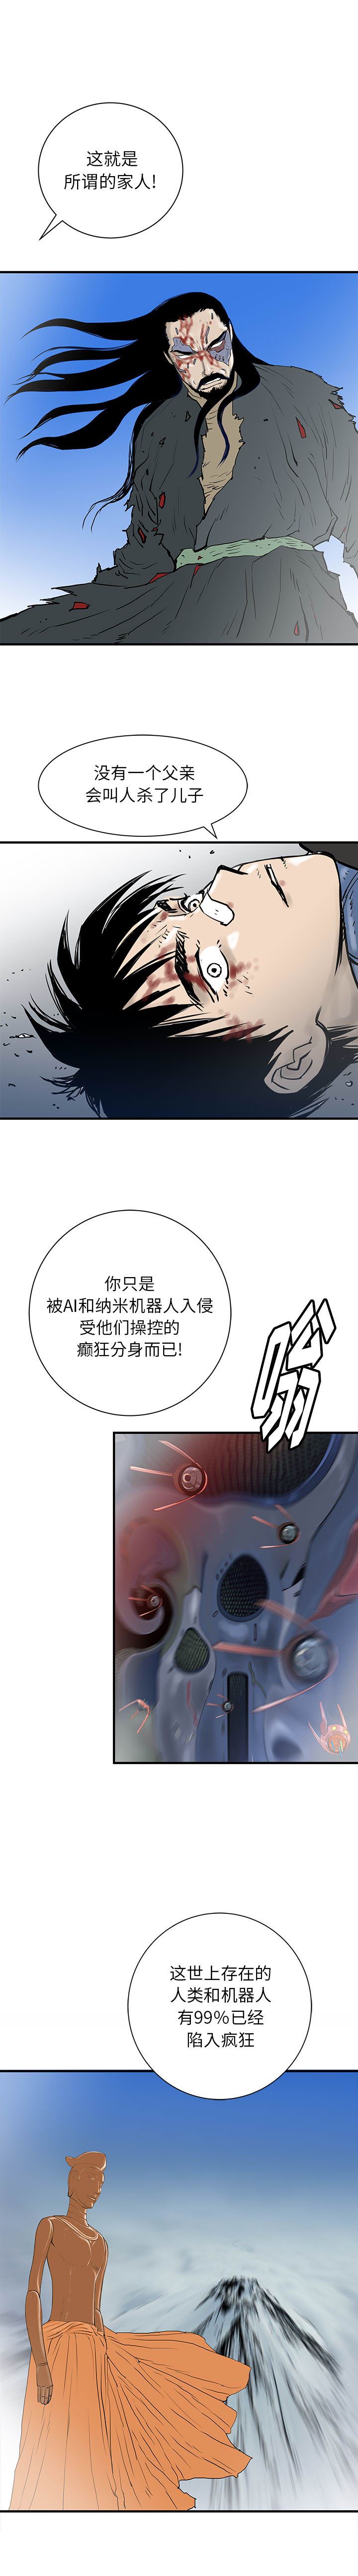 这就是
所谓的家人!
没有一个父亲
会叫人杀了儿子
你只是
被AI和纳米机器人入侵
受他们操控的
癫狂分身而已!
嗡嗡
这世上存在的
人类和机器人
有99%已经
陷入疯狂